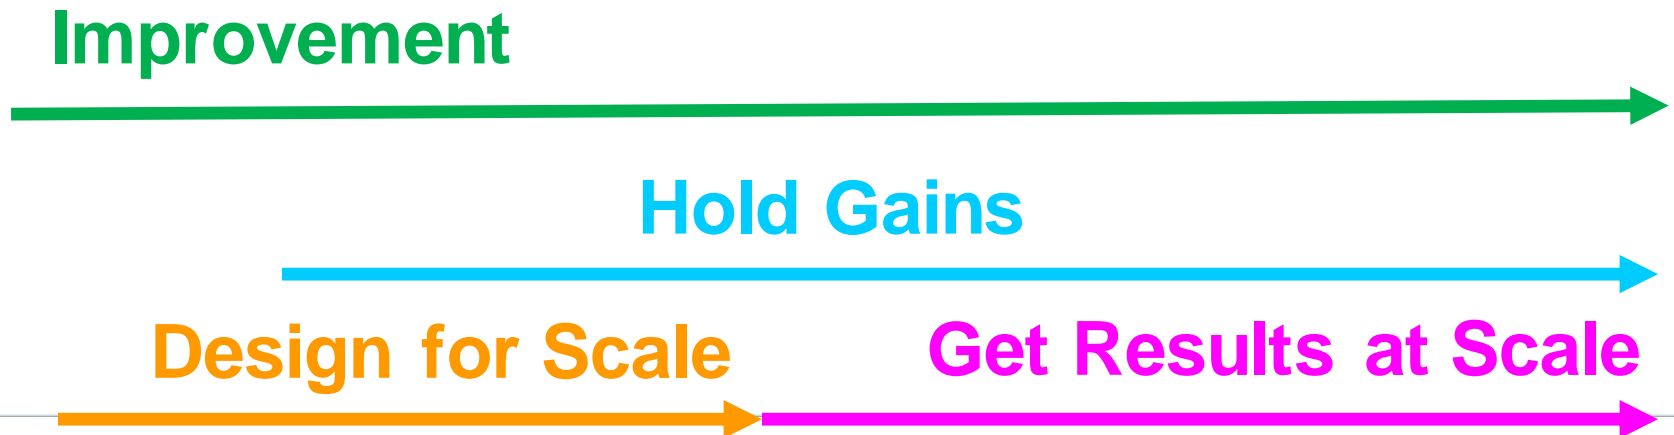 Improvement
Hold Gains
Design for Scale
Get Results at Scale